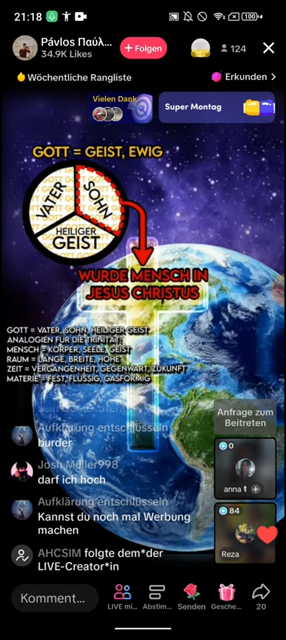 21:18
100+
Pávlos Παύλ...
34.9K Likes
+ Folgen
124
Wöchentliche Rangliste
Erkunden >
Vielen Dank
Super Montag
GOTT = GEIST, EWIG
VATER
SOHN
HEILIGER
GEIST
WURDE MENSCH IN
JESUS CHRISTUS
GOTT = VATER, SOHN, HEILIGER GEIST
ANALOGIEN FÜR DIE TRINITÄT:
MENSCH = KÖRPER, SEELE, GEIST
RAUM = LÄNGE, BREITE, HÖHE
ZEIT = VERGANGENHEIT, GEGENWART, ZUKUNFT
MATERIE = FEST, FLÜSSIG, GASFÖRMIG
Anfrage zum
Beitreten
Aufklärung entschlüsseln
burder
Josh Müller998
darf ich hoch
0
anna t +
Aufklärung entschlüsseln
Kannst du noch mal Werbung
machen
84
Reza
AHCSIM folgte dem*der
LIVE-Creator*in
Komment...
LIVE mi...
Abstim...
Senden
Gesche...
20